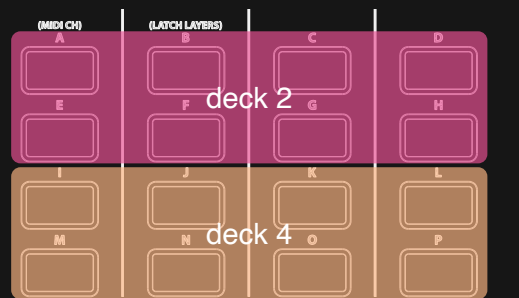 (MIDI CH) (LATCH LAYERS)
A B C D
deck 2
E F G H
I J K L
deck 4
M N O P